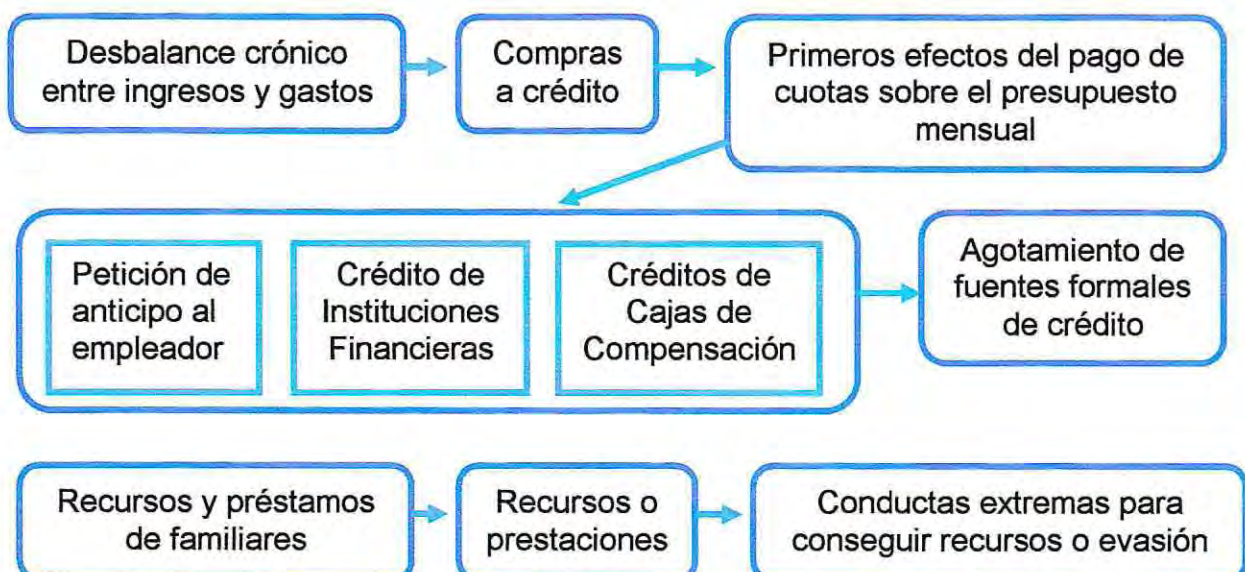 Desbalance crónico
entre ingresos y gastos
Compras
a crédito
Primeros efectos del pago de
cuotas sobre el presupuesto
mensual
Petición de
anticipo al
empleador
Crédito de
Instituciones
Financieras
Créditos de
Cajas de
Compensación
Agotamiento de
fuentes formales
de crédito
Recursos y préstamos
de familiares
Recursos o
prestaciones
Conductas extremas para
conseguir recursos o evasión